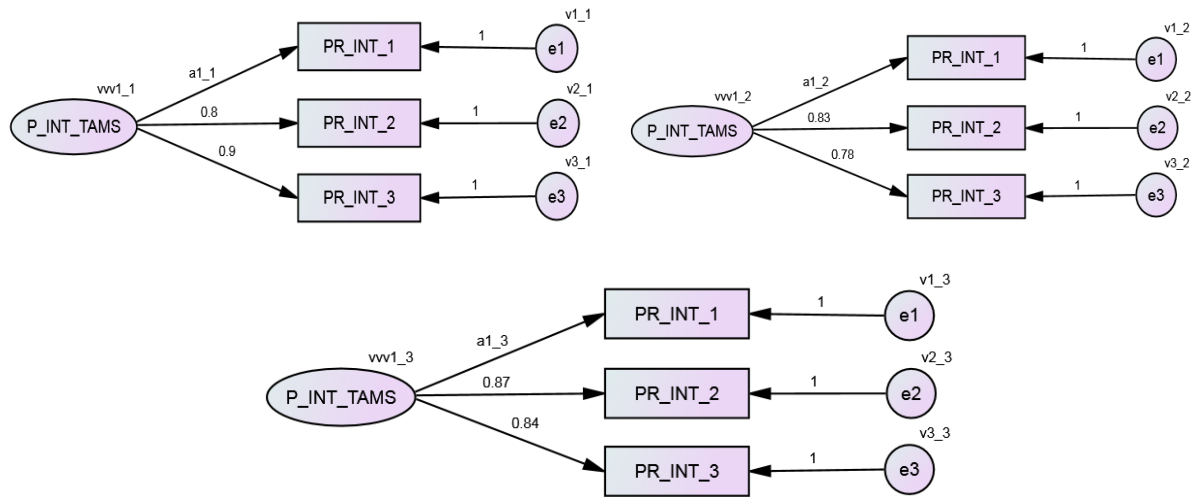 v1_1
PR_INT_1
1
e1
a1_1
vvv1_1
v2_1
P_INT_TAMS
0.8
PR_INT_2
1
e2
0.9
v3_1
PR_INT_3
1
e3
v1_2
PR_INT_1
1
e1
a1_2
vvv1_2
v2_2
P_INT_TAMS
0.83
PR_INT_2
1
e2
0.78
v3_2
PR_INT_3
1
e3
v1_3
PR_INT_1
1
e1
a1_3
vvv1_3
v2_3
P_INT_TAMS
0.87
PR_INT_2
1
e2
0.84
v3_3
PR_INT_3
1
e3